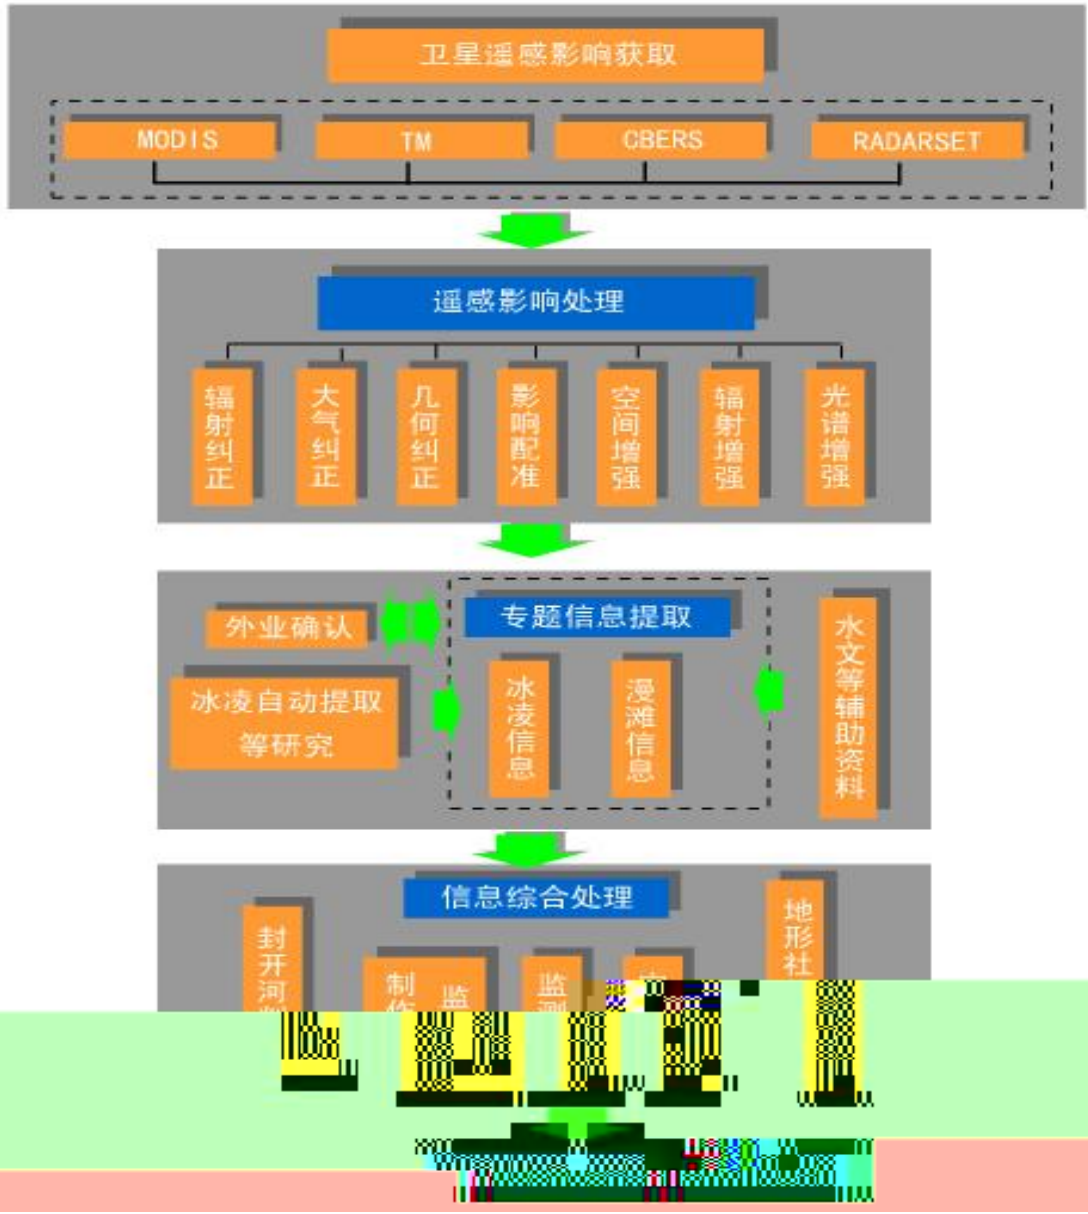 卫星遥感影响获取
MODIS
TM
CBERS
RADARSET
遥感影响处理
辐射纠正
大气纠正
几何纠正
影响配准
空间增强
辐射增强
光谱增强
外业确认
专题信息提取
冰凌自动提取
等研究
冰凌信息
漫滩信息
水文等辅助资料
信息综合处理
封开河
制作
监
监测
地形社